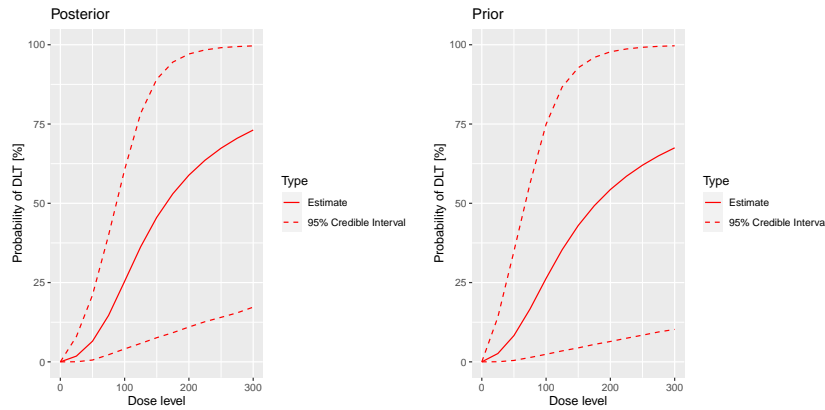 Posterior
100
75
50
25
0
Probability of DLT [%]
0
100
200
300
Dose level
Type
Estimate
95% Credible Interval
Prior
100
75
50
25
0
Probability of DLT [%]
0
100
200
300
Dose level
Type
Estimate
95% Credible Interva